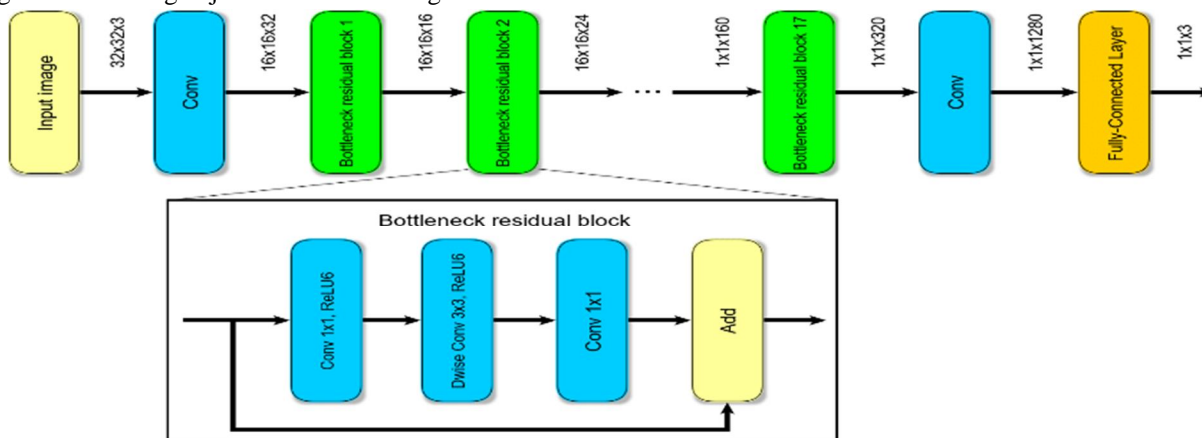 Input image
32x32x3
Conv
16x16x32
Bottleneck residual block 1
16x16x16
Bottleneck residual block 2
16x16x24
...
1x1x160
Bottleneck residual block 17
1x1x320
Conv
1x1x1280
Fully-Connected Layer
1x1x3
Bottleneck residual block
Conv 1x1, ReLU6
Dwise Conv 3x3, ReLU6
Conv 1x1
Add